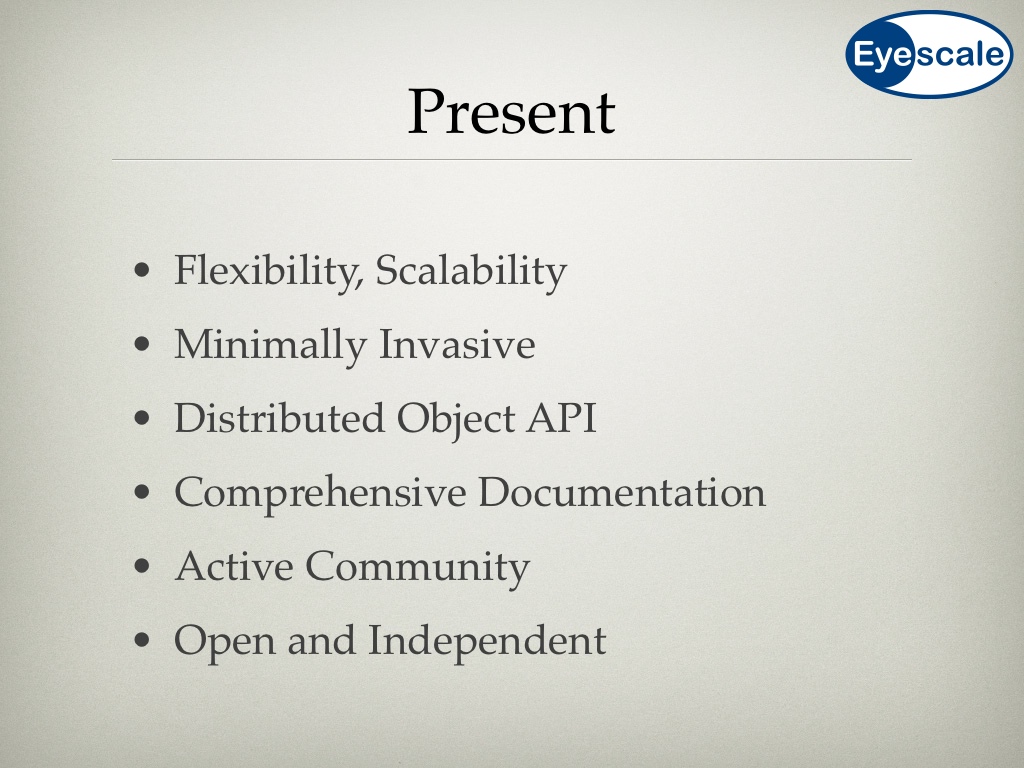 Eyescale
Present
• Flexibility, Scalability
• Minimally Invasive
• Distributed Object API
• Comprehensive Documentation
• Active Community
• Open and Independent